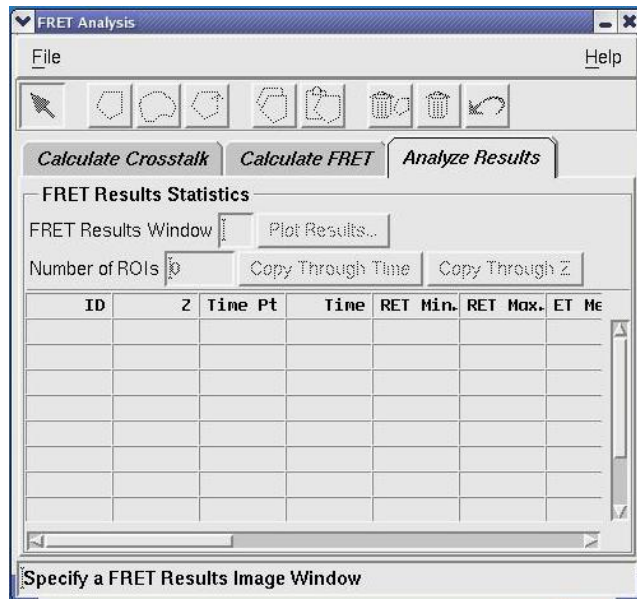 FRET Analysis
File Help
Calculate Crosstalk Calculate FRET Analyze Results
FRET Results Statistics
FRET Results Window Plot Results...
Number of ROIs 0 Copy Through Time Copy Through Z
ID Z Time Pt Time RET Min. RET Max. ET Me
Specify a FRET Results Image Window